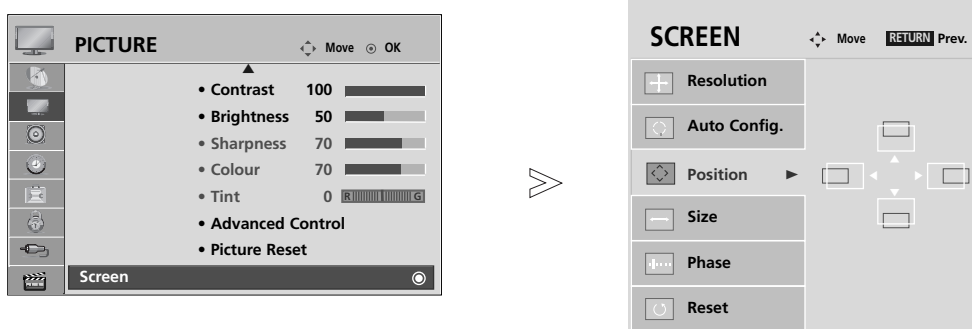 PICTURE Move OK
• Contrast 100
• Brightness 50
• Sharpness 70
• Colour 70
• Tint 0 R G
• Advanced Control
• Picture Reset
Screen
SCREEN Move RETURN Prev.
Resolution
Auto Config.
Position
Size
Phase
Reset